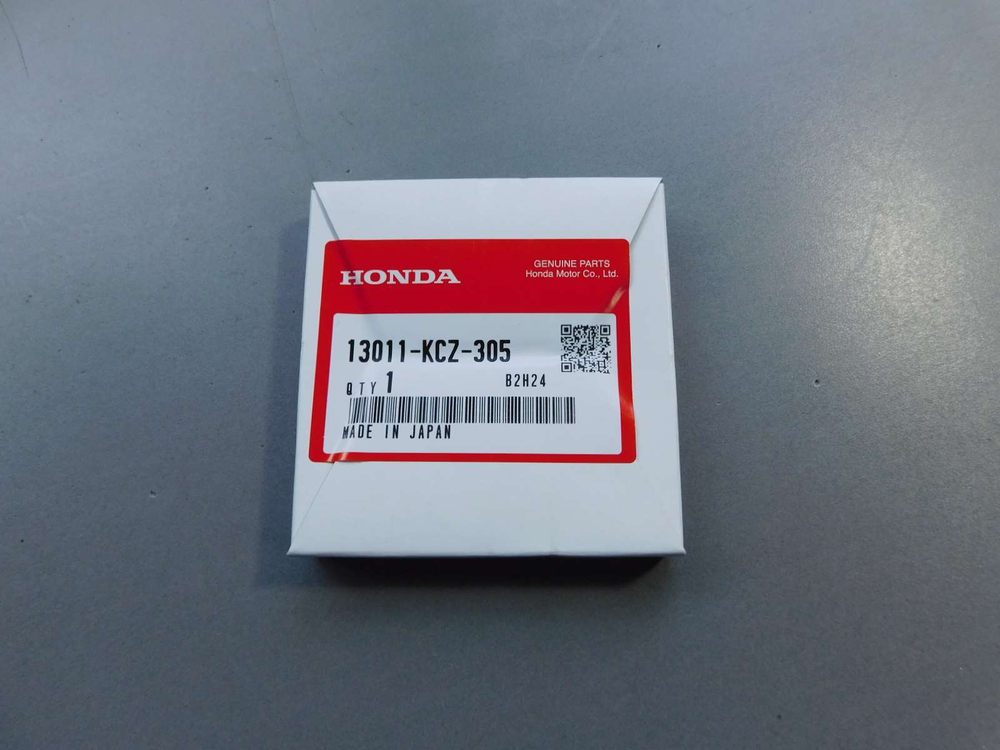 HONDA
GENUINE PARTS
Honda Motor Co., Ltd.
13011-KCZ-305
QTY 1
B2H24
MADE IN JAPAN